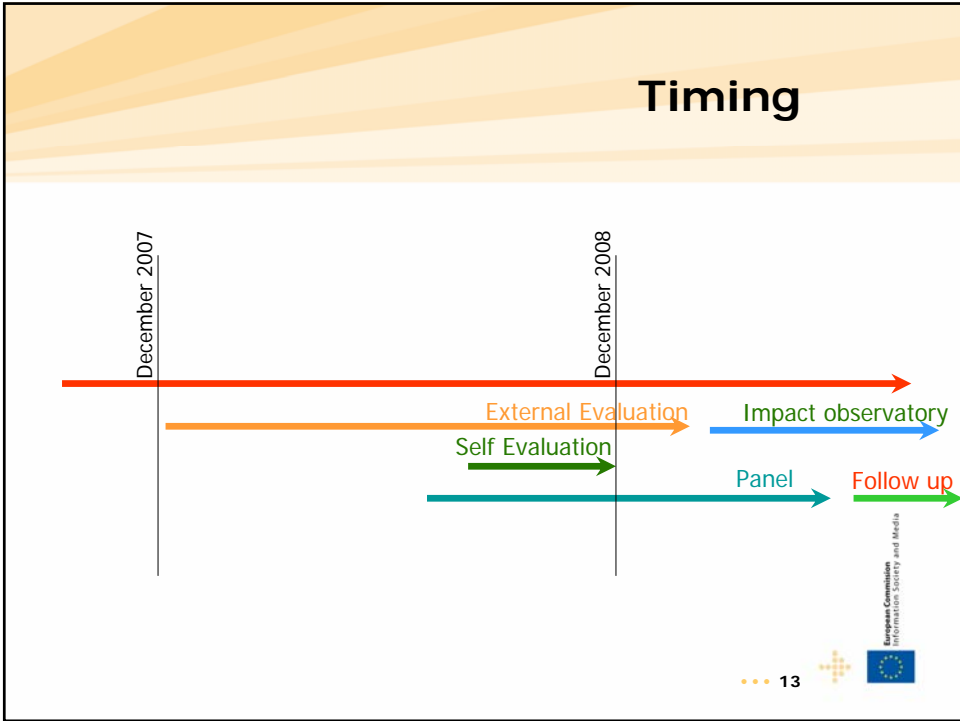 Timing
December 2007
December 2008
External Evaluation
Impact observatory
Self Evaluation
Panel
Follow up
European Commission
Information Society and Media
13